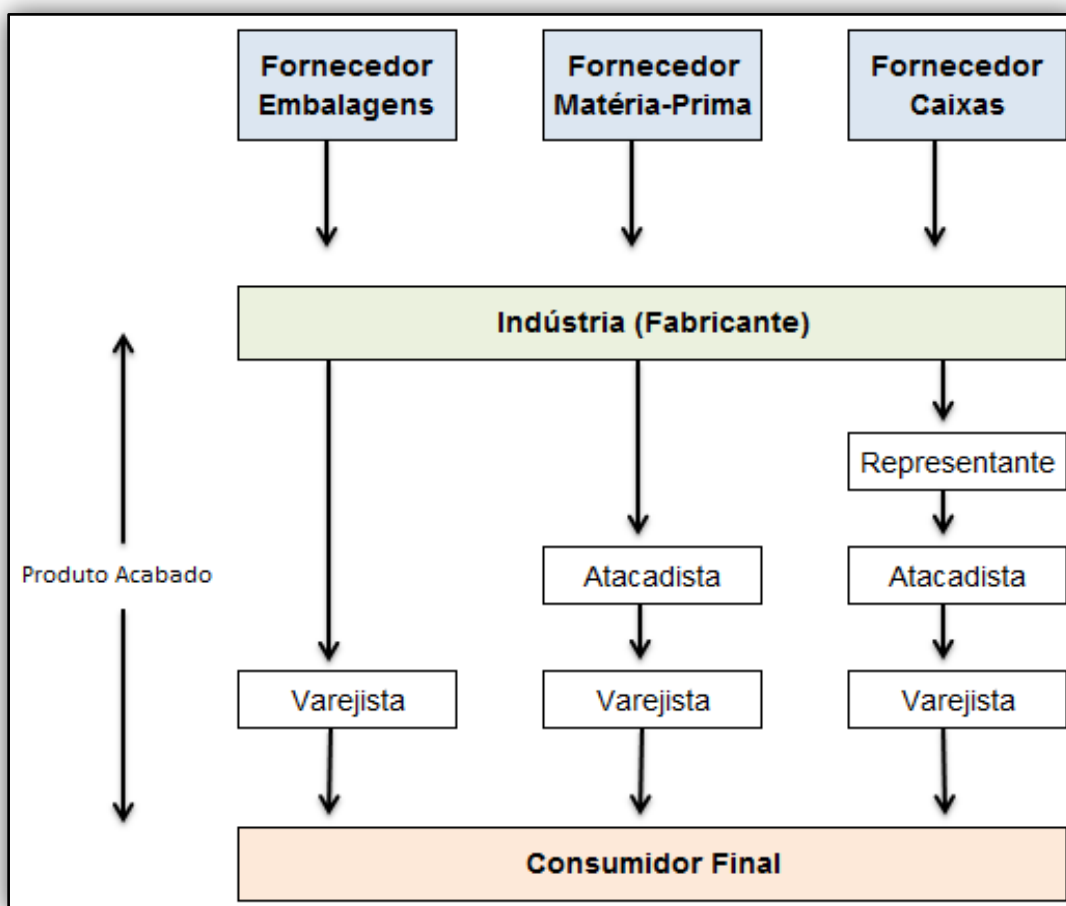 Fornecedor
Embalagens
Fornecedor
Matéria-Prima
Fornecedor
Caixas
Indústria (Fabricante)
Representante
Produto Acabado
Atacadista
Atacadista
Varejista
Varejista
Varejista
Consumidor Final